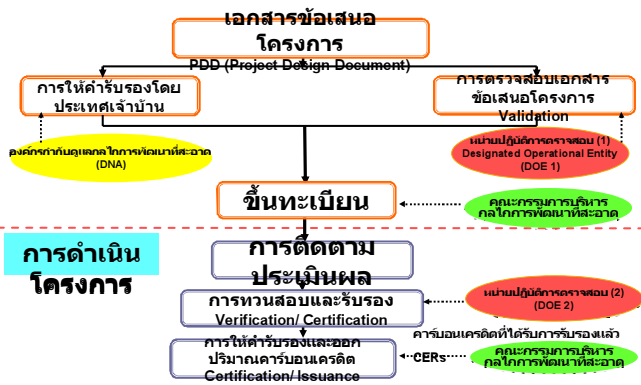 เอกสารข้อเสนอ
โครงการ
PDD (Project Design Document)
การให้คำรับรองโดย
ประเทศเจ้าบ้าน
การตรวจสอบเอกสาร
ข้อเสนอโครงการ
Validation
องค์กรกำกับดูแลกลไกการพัฒนาที่สะอาด
(DNA)
หน่วยปฏิบัติการตรวจสอบ (1)
Designated Operational Entity
(DOE 1)
ขึ้นทะเบียน
คณะกรรมการบริหาร
กลไกการพัฒนาที่สะอาด
การดำเนิน
โครงการ
การติดตาม
ประเมินผล
การทวนสอบและรับรอง
Verification/ Certification
หน่วยปฏิบัติการตรวจสอบ (2)
(DOE 2)
การให้คำรับรองและออก
ปริมาณคาร์บอนเครดิต
Certification/ Issuance
คาร์บอนเครดิตที่ได้รับการรับรองแล้ว
CERs
คณะกรรมการบริหาร
กลไกการพัฒนาที่สะอาด